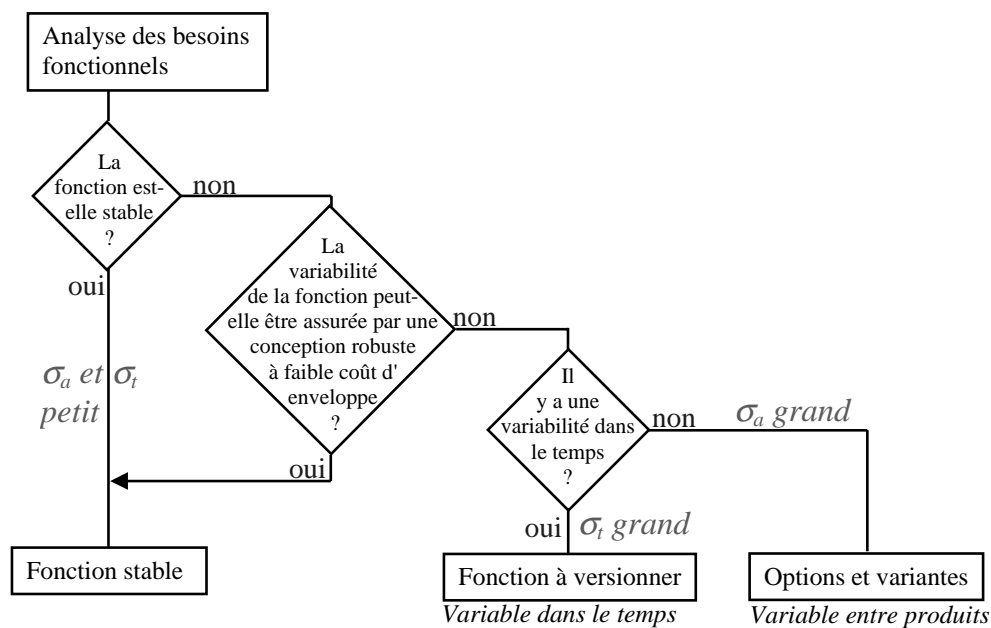 Analyse des besoins
fonctionnels
La
fonction est-
elle stable
?
non
oui
La
variabilité
de la fonction peut-
elle être assurée par une
conception robuste
à faible coût d'
enveloppe
?
non
oui
σa et σt
petit
Il
y a une
variabilité dans
le temps
?
non
σa grand
oui
σt grand
Fonction stable
Fonction à versionner
Variable dans le temps
Options et variantes
Variable entre produits